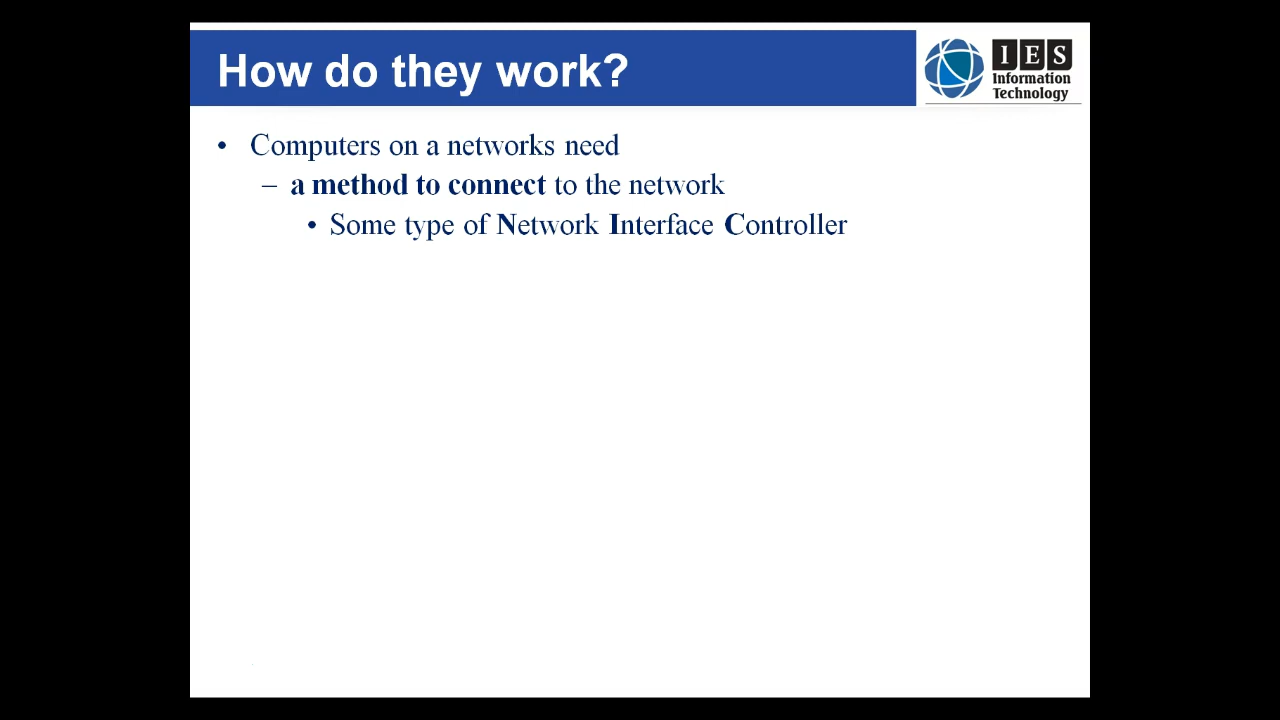 How do they work?
IES
Information
Technology
• Computers on a networks need
– a method to connect to the network
• Some type of Network Interface Controller